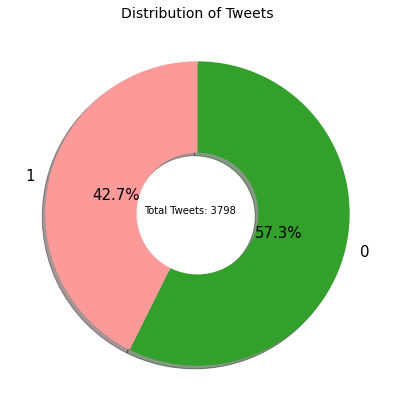 Distribution of Tweets
1
42.7%
Total Tweets: 3798
57.3%
0